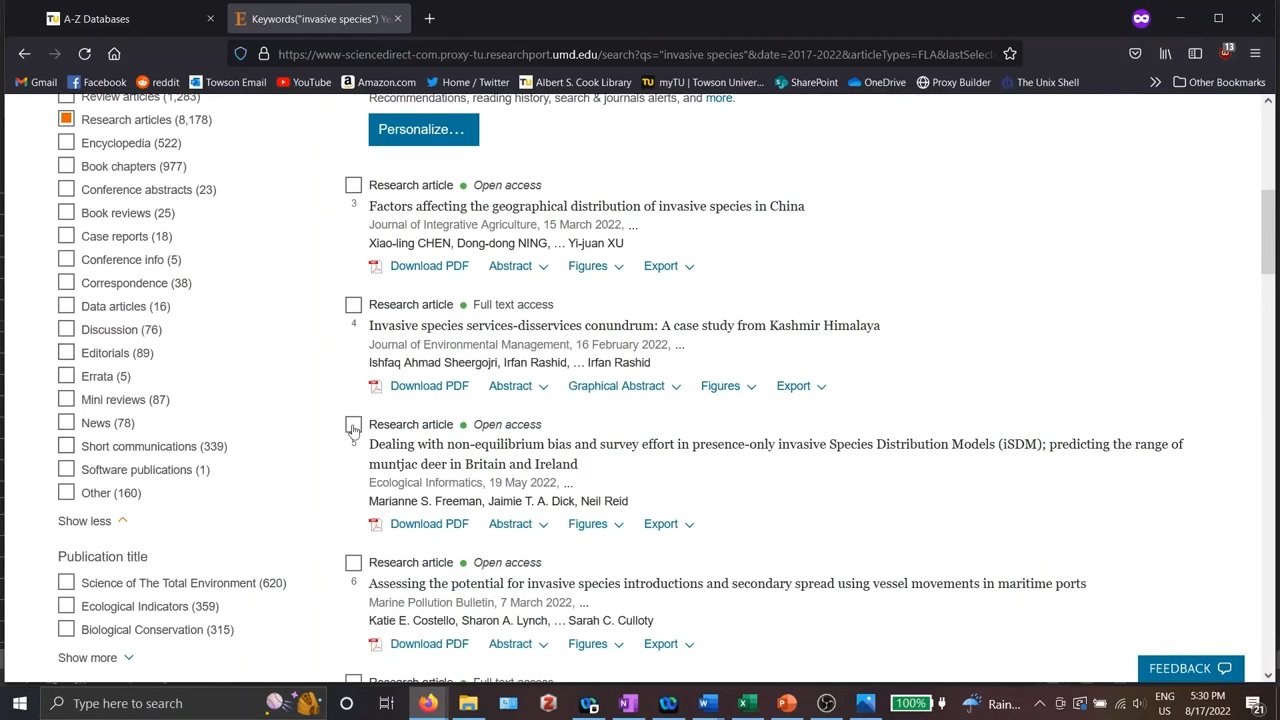 A-Z Databases
Keywords("invasive species") Ye
https://www-sciencedirect-com.proxy-tu.researchport.umd.edu/search?qs="invasive species"&date=2017-2022&articleTypes=FLA&lastSelect
13
Gmail Facebook reddit Towson Email YouTube Amazon.com Home / Twitter Albert S. Cook Library myTU | Towson Univer... SharePoint OneDrive Proxy Builder The Unix Shell Other Bookmarks
Review articles (1,283)
Research articles (8,178)
Encyclopedia (522)
Book chapters (977)
Conference abstracts (23)
Book reviews (25)
Case reports (18)
Conference info (5)
Correspondence (38)
Data articles (16)
Discussion (76)
Editorials (89)
Errata (5)
Mini reviews (87)
News (78)
Short communications (339)
Software publications (1)
Other (160)
Show less
Publication title
Science of The Total Environment (620)
Ecological Indicators (359)
Biological Conservation (315)
Show more
Recommendations, reading history, search & journals alerts, and more.
Personalize...
Research article Open access
3
Factors affecting the geographical distribution of invasive species in China
Journal of Integrative Agriculture, 15 March 2022, ...
Xiao-ling CHEN, Dong-dong NING, ... Yi-juan XU
Download PDF Abstract Figures Export
Research article Full text access
4
Invasive species services-disservices conundrum: A case study from Kashmir Himalaya
Journal of Environmental Management, 16 February 2022, ...
Ishfaq Ahmad Sheergojri, Irfan Rashid, ... Irfan Rashid
Download PDF Abstract Graphical Abstract Figures Export
Research article Open access
5
Dealing with non-equilibrium bias and survey effort in presence-only invasive Species Distribution Models (iSDM); predicting the range of
muntjac deer in Britain and Ireland
Ecological Informatics, 19 May 2022, ...
Marianne S. Freeman, Jaimie T. A. Dick, Neil Reid
Download PDF Abstract Figures Export
Research article Open access
6
Assessing the potential for invasive species introductions and secondary spread using vessel movements in maritime ports
Marine Pollution Bulletin, 7 March 2022, ...
Katie E. Costello, Sharon A. Lynch, ... Sarah C. Culloty
Download PDF Abstract Figures Export
FEEDBACK
Type here to search
100%
Rain...
ENG
US
5:30 PM
8/17/2022
21